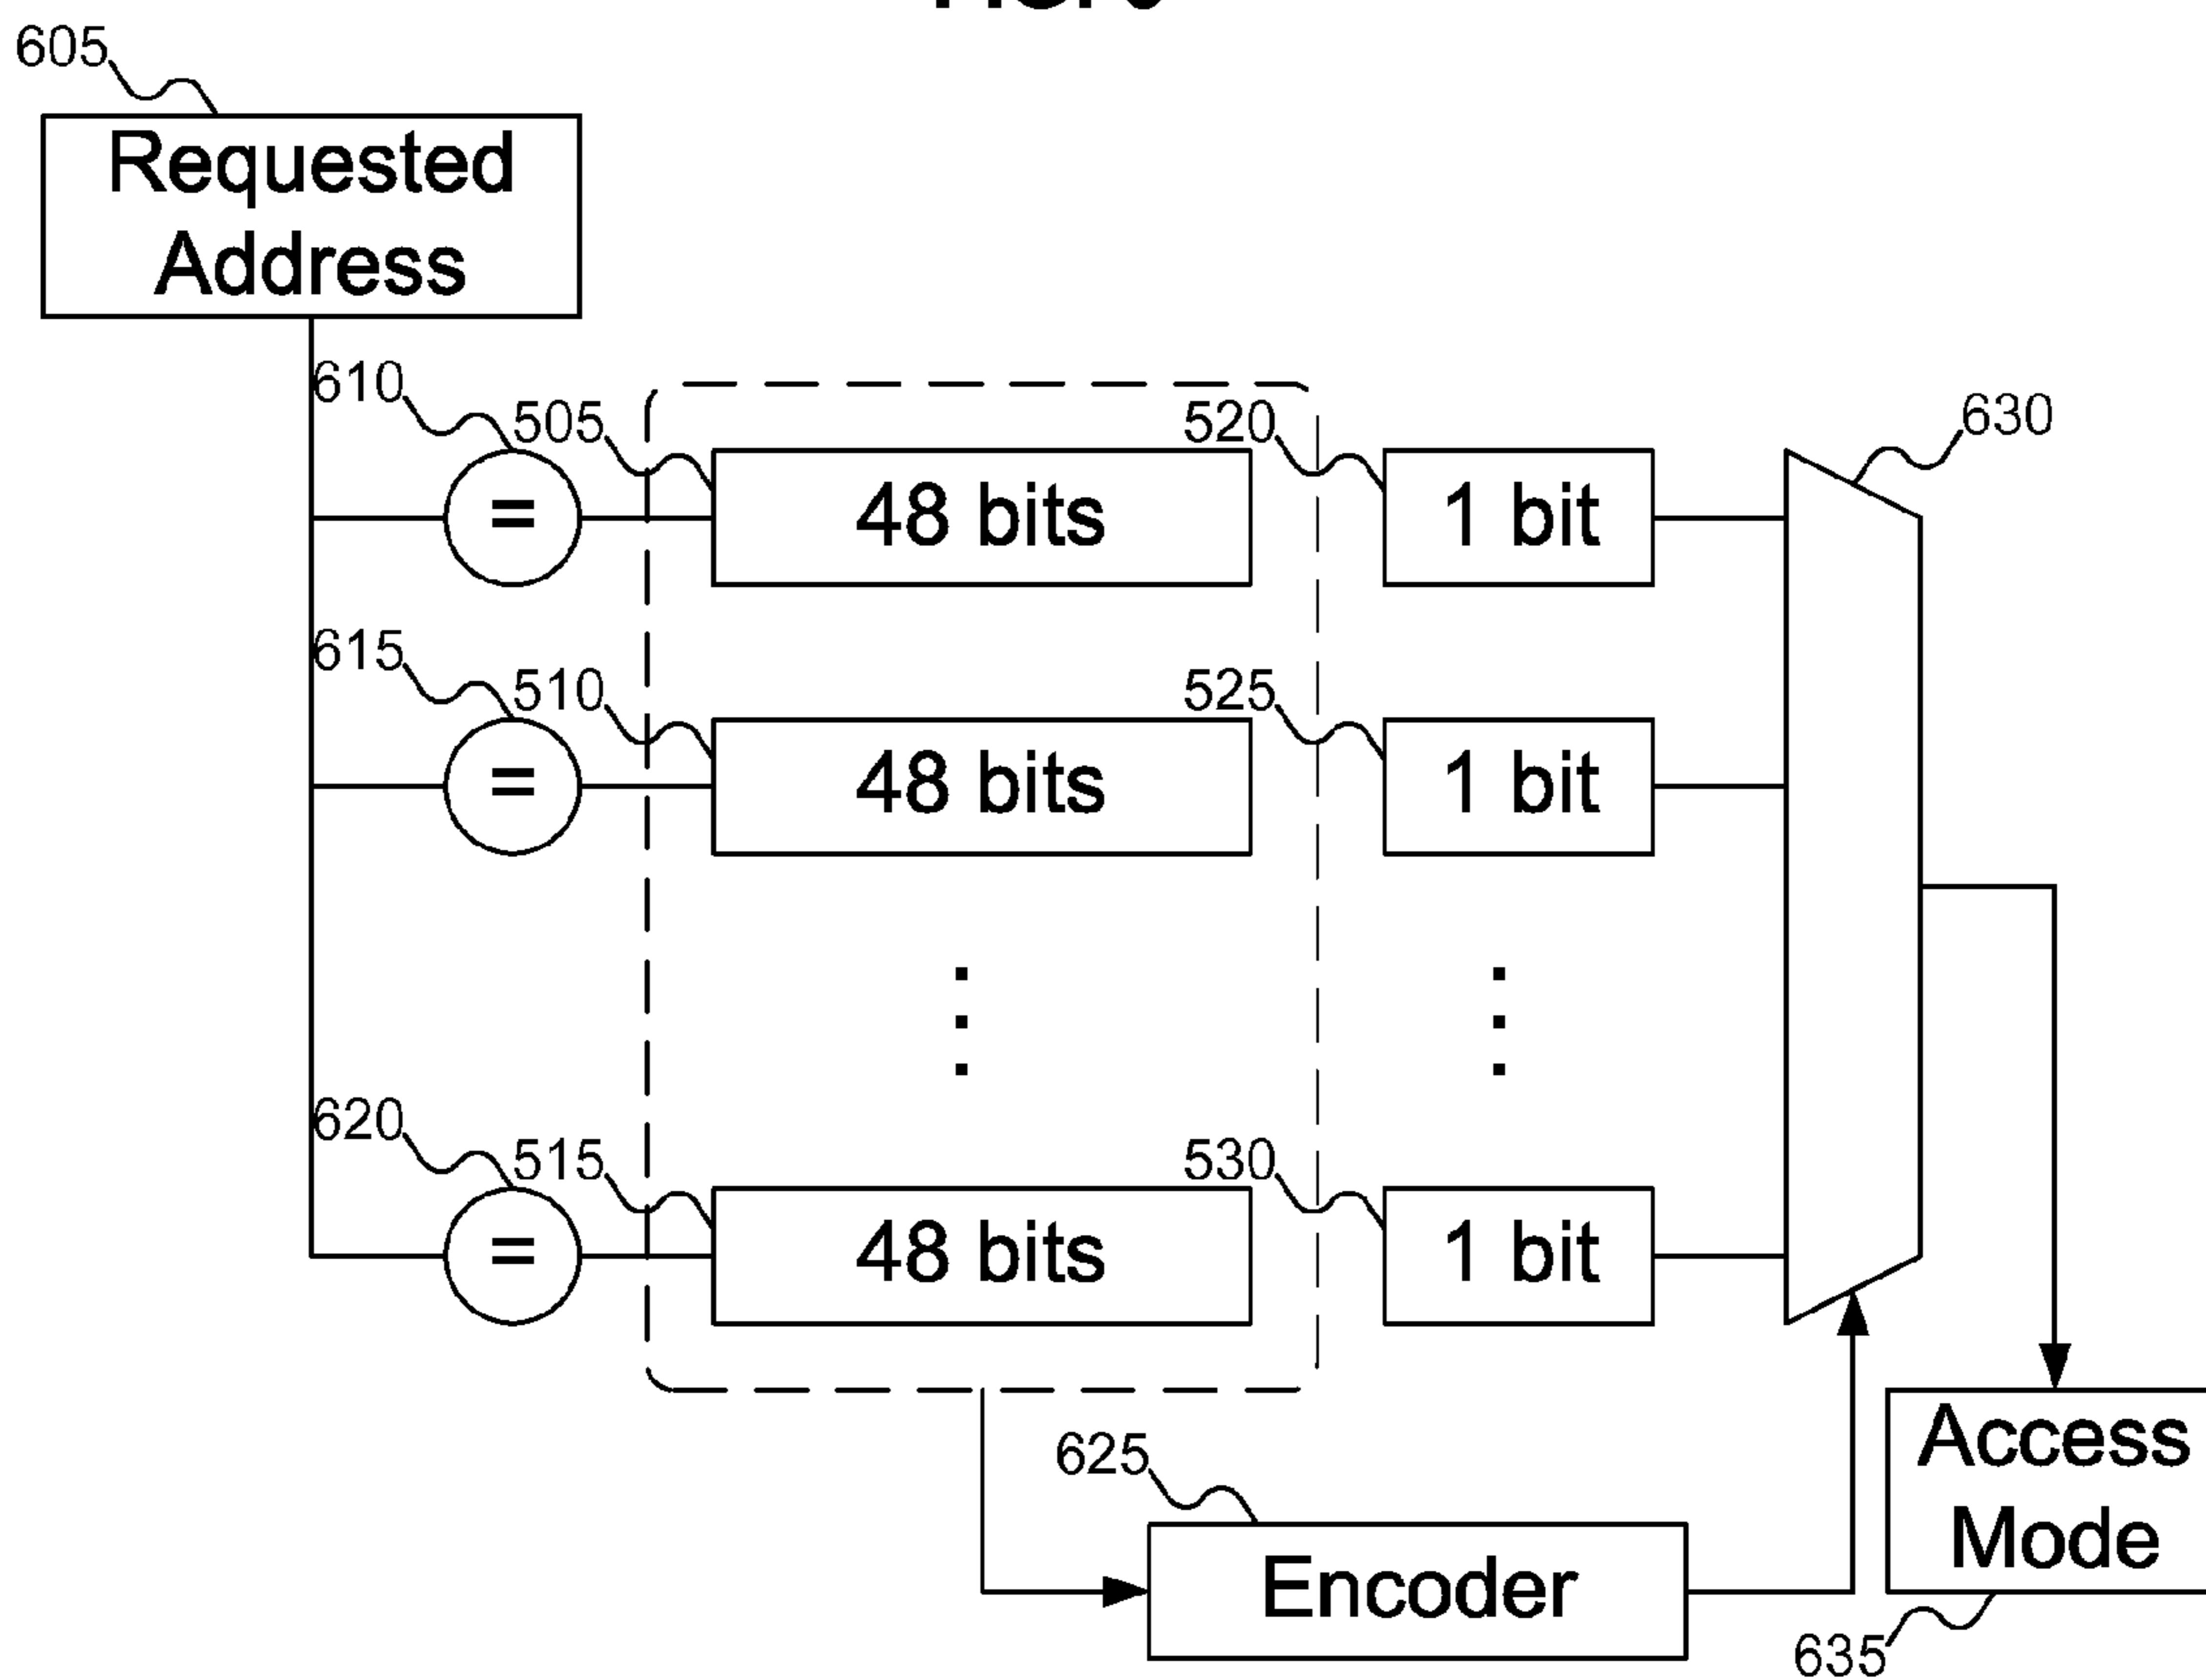 605
Requested
Address
610
505
520
630
=
48 bits
1 bit
615
510
525
=
48 bits
1 bit
620
515
530
=
48 bits
1 bit
625
Encoder
Access
Mode
635